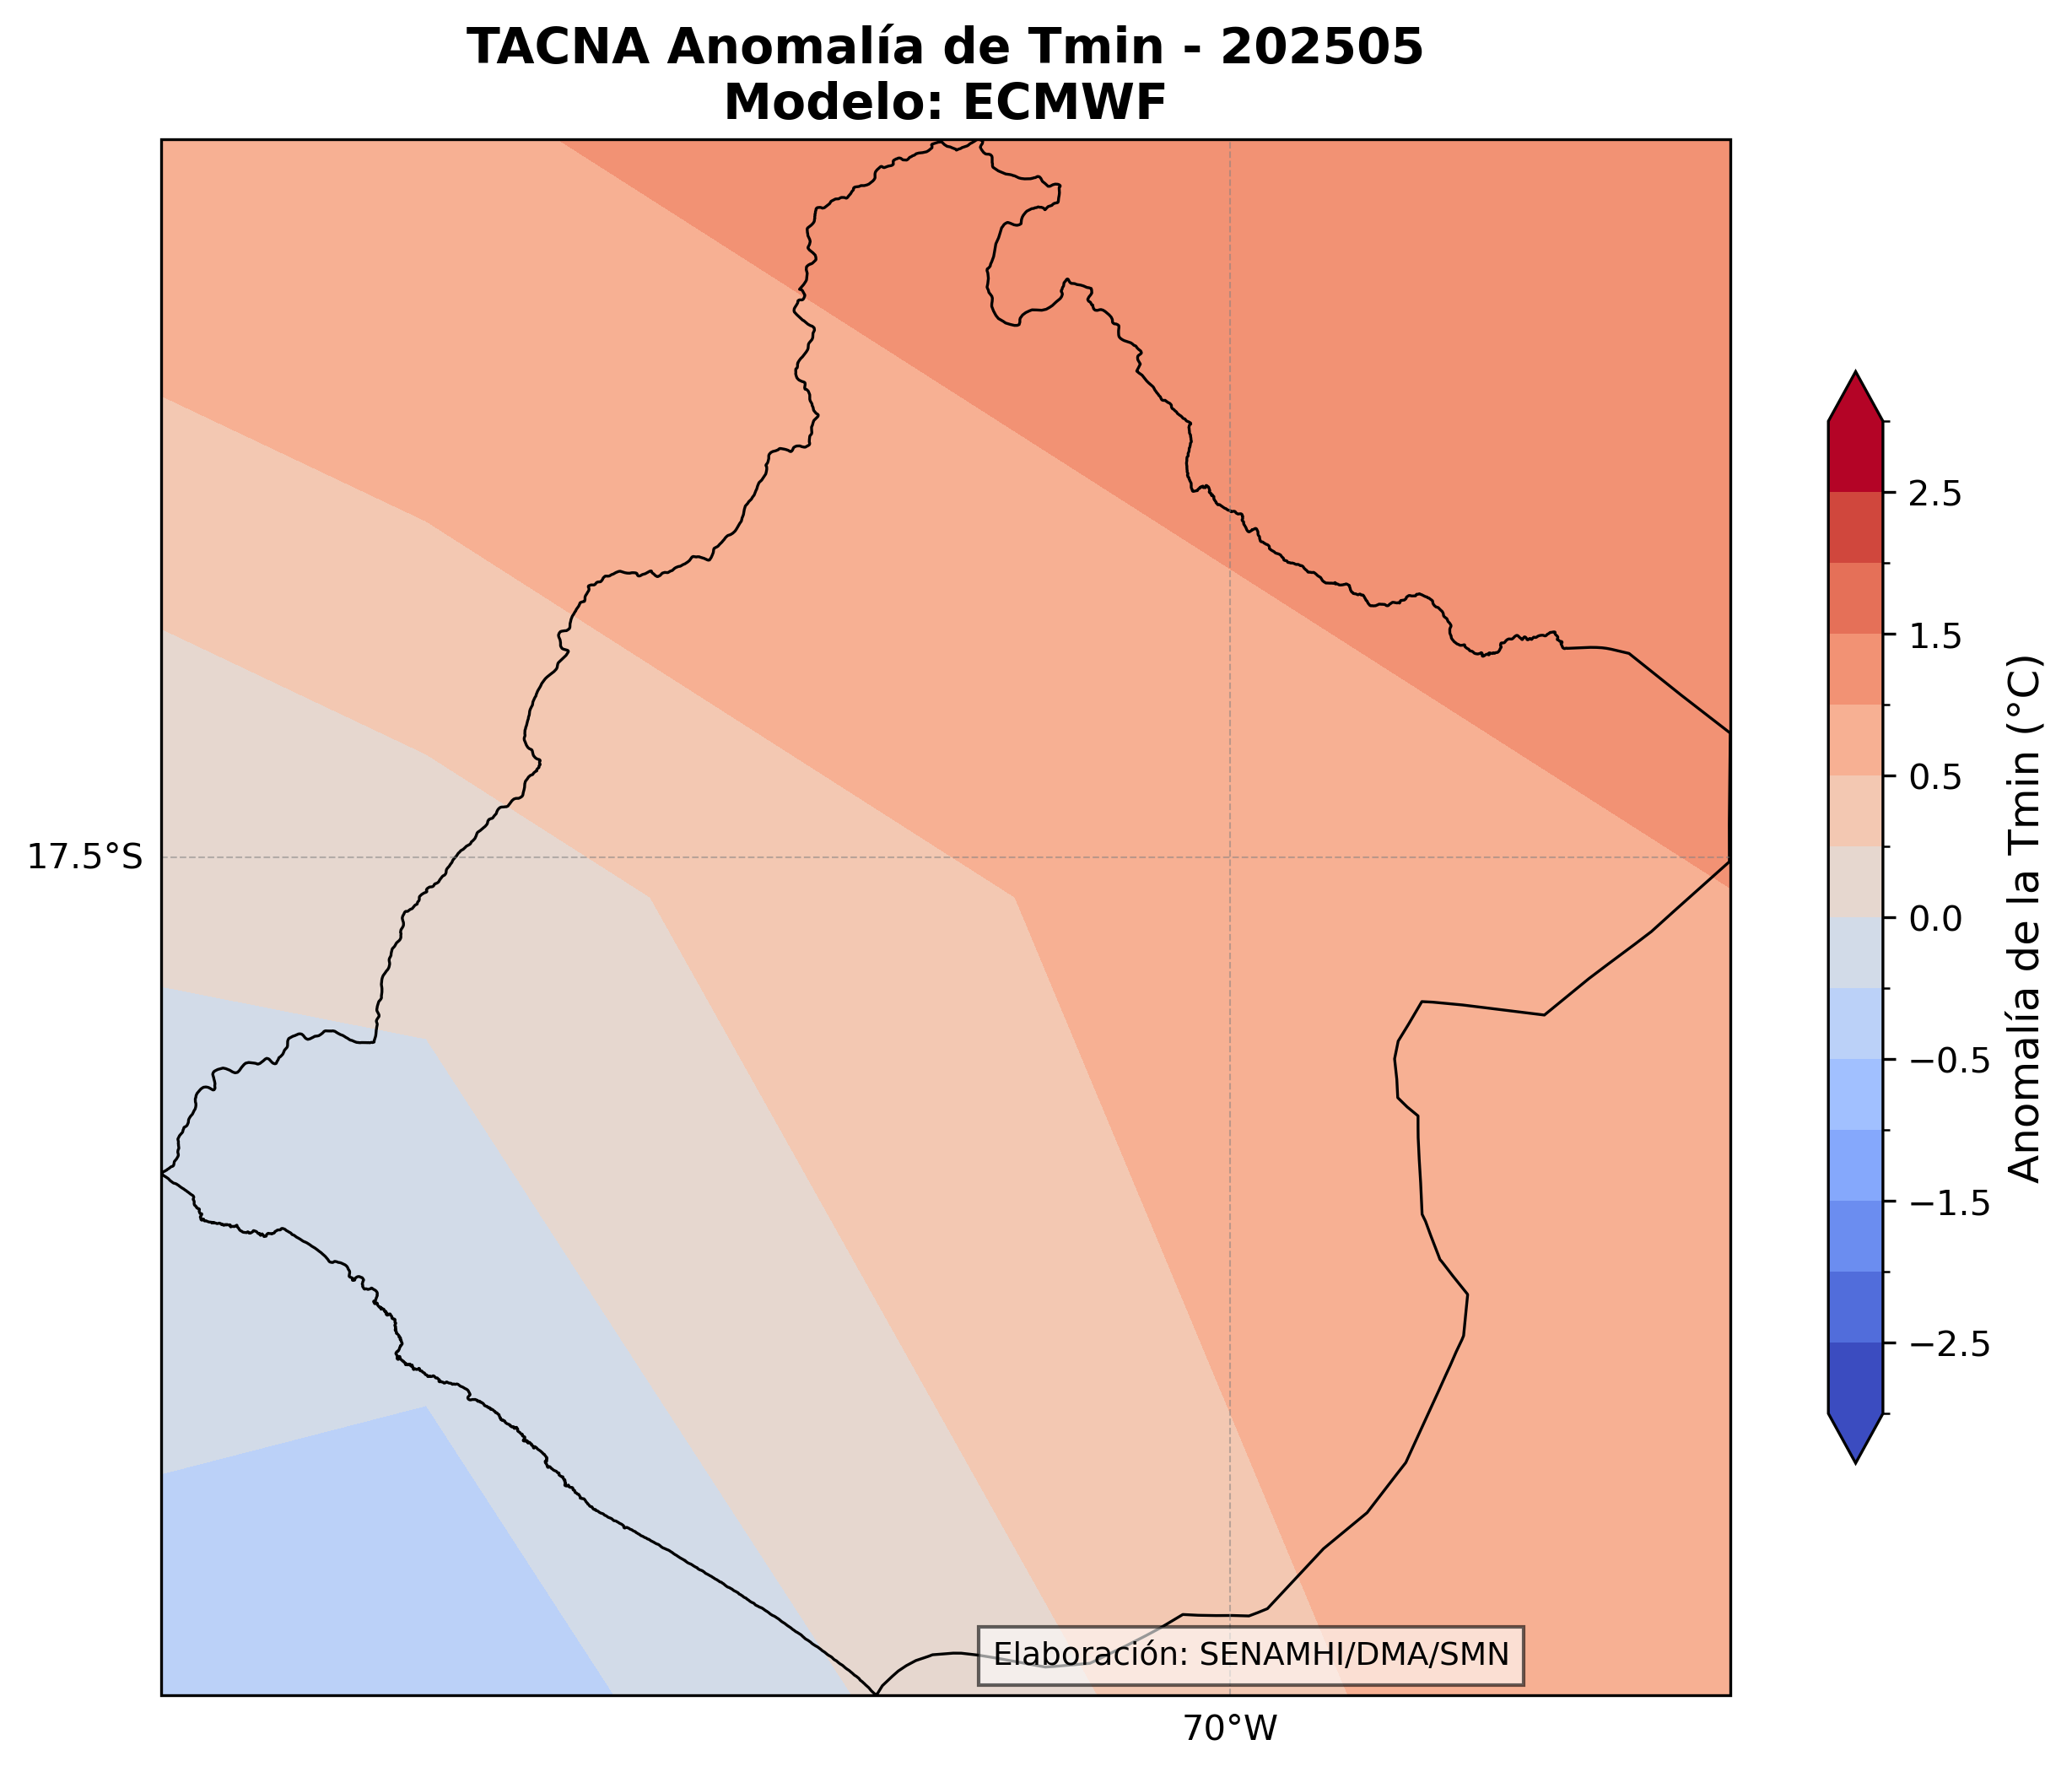 TACNA Anomalía de Tmin - 202505
Modelo: ECMWF
17.5°S
70°W
Elaboración: SENAMHI/DMA/SMN
2.5
1.5
0.5
0.0
−0.5
−1.5
−2.5
Anomalía de la Tmin (°C)